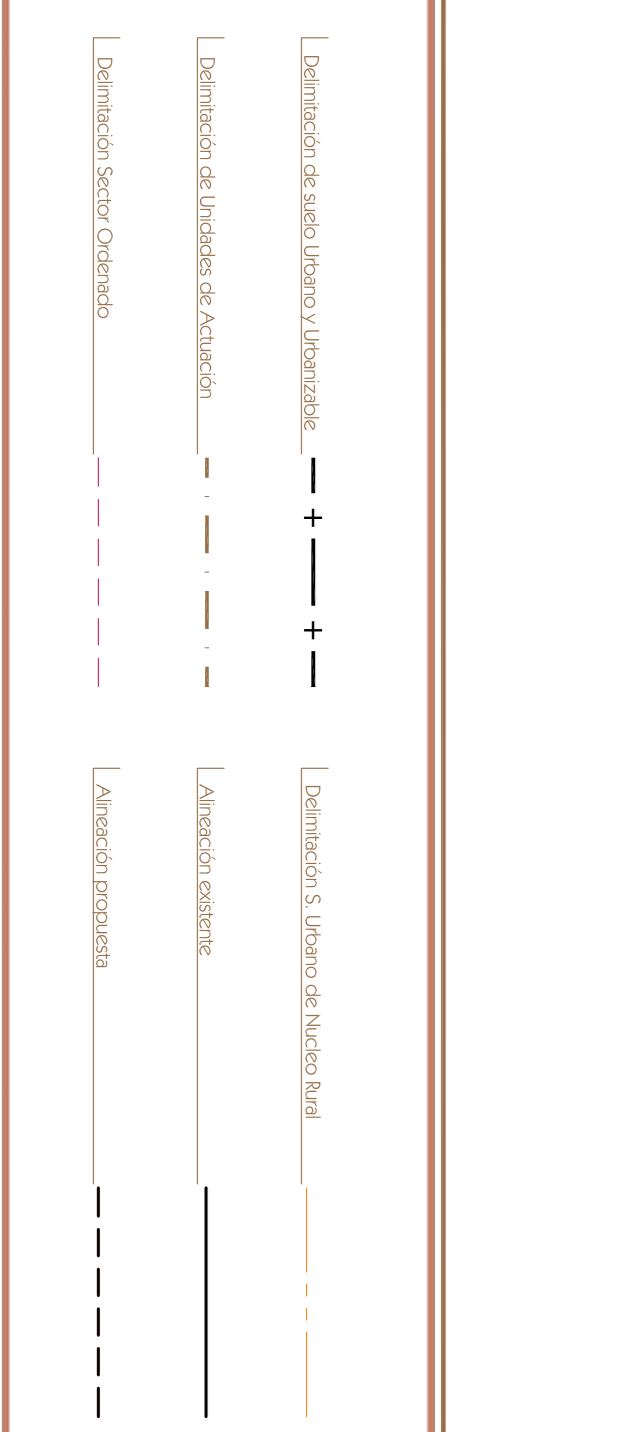 Delimitación de suelo Urbano y Urbanizable
Delimitación de Unidades de Actuación
Delimitación Sector Ordenado
Delimitación S. Urbano de Nucleo Rural
Alineación existente
Alineación propuesta